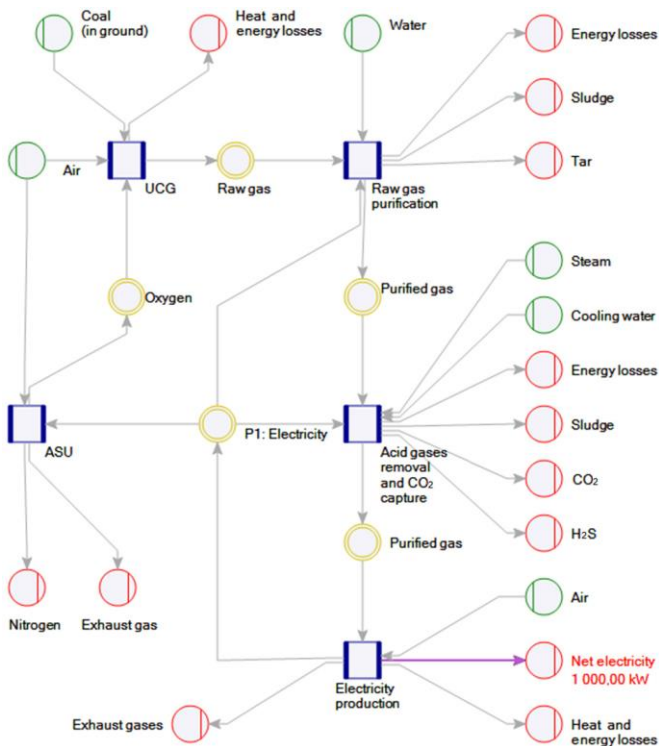 Coal
(in ground)
Heat and
energy losses
Water
Energy losses
Sludge
Air
UCG
Raw gas
Raw gas
purification
Tar
Steam
Oxygen
Purified gas
Cooling water
Energy losses
ASU
P1: Electricity
Acid gases
removal
and CO₂
capture
Sludge
CO₂
Purified gas
H₂S
Nitrogen
Exhaust gas
Air
Electricity
production
Net electricity
1 000,00 kW
Exhaust gases
Heat and
energy losses